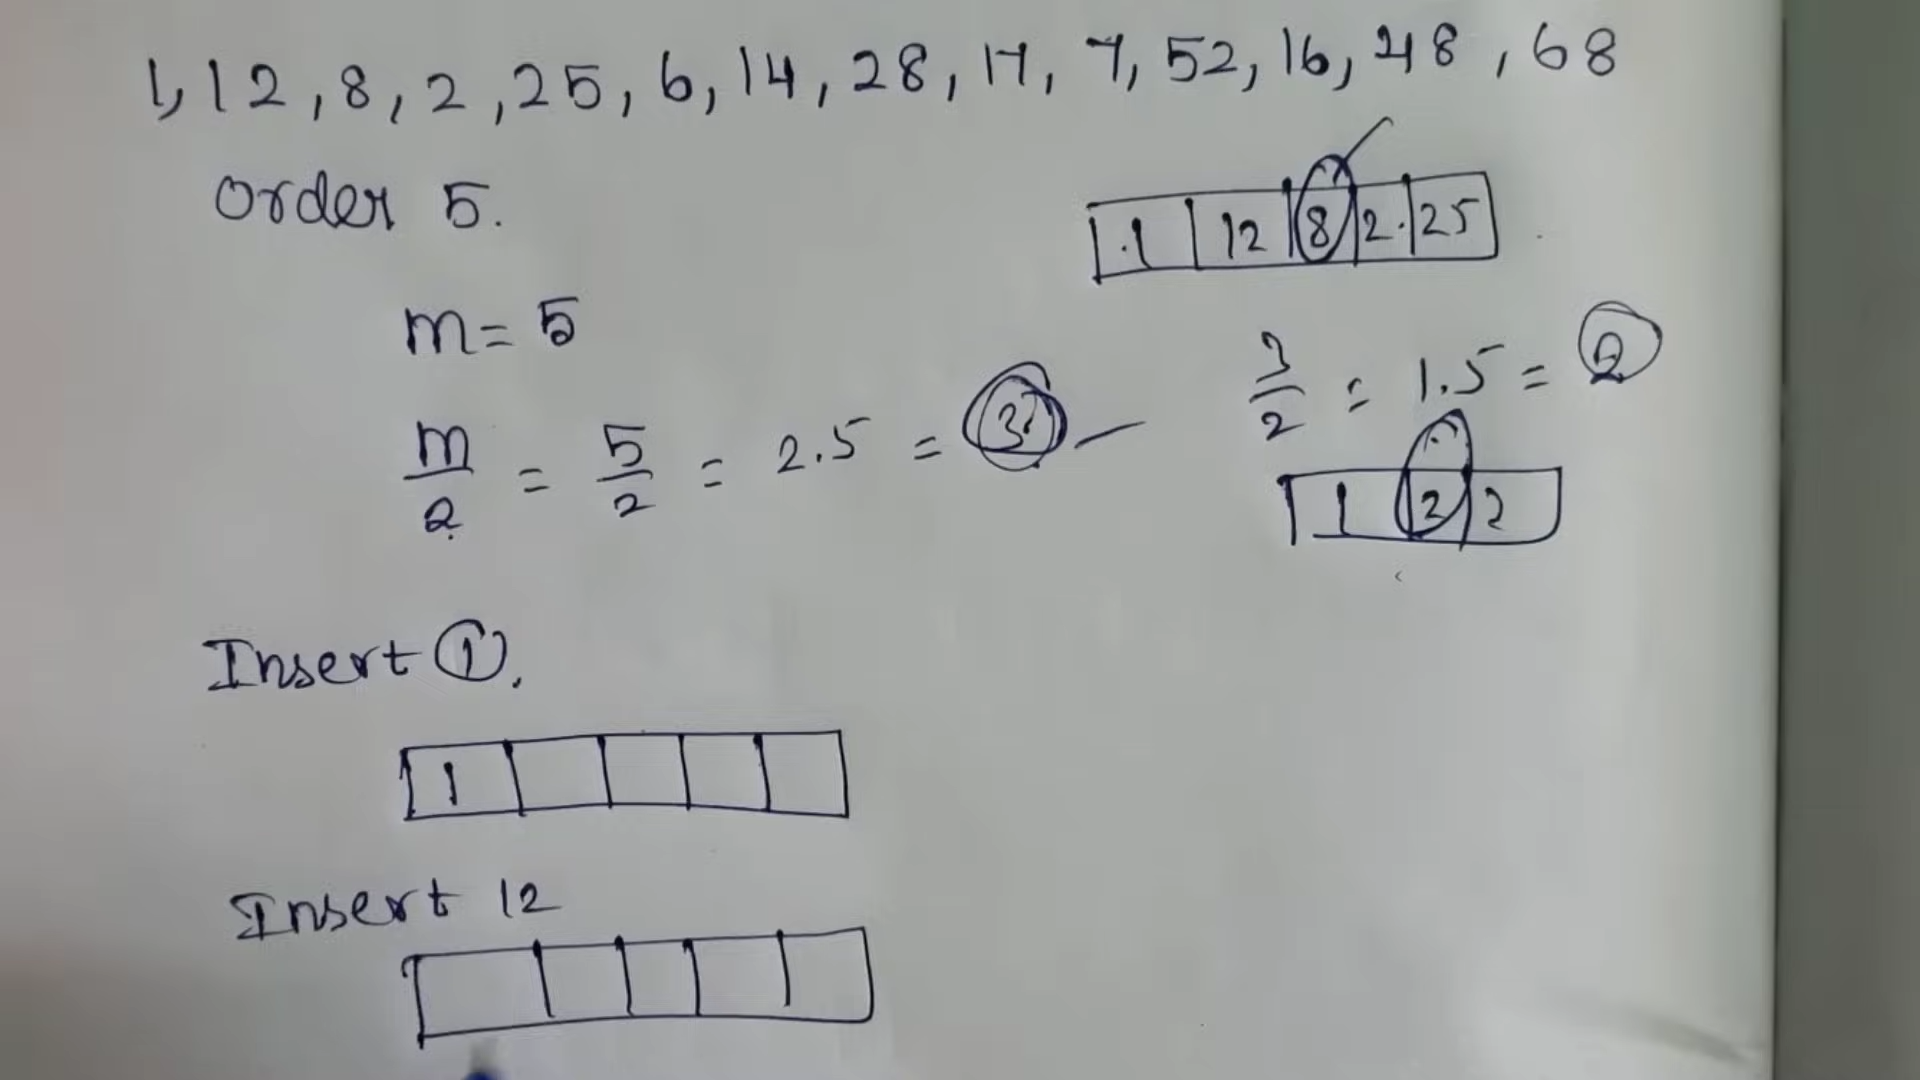 1, 12, 8, 2, 25, 6, 14, 28, 17, 7, 52, 16, 48, 68
order 5.
1 12 8 2. 25
m = 5
m/2 = 5/2 = 2.5 = 3
3/2 = 1.5 = 2
1 2 2
Insert 1,
1
Insert 12